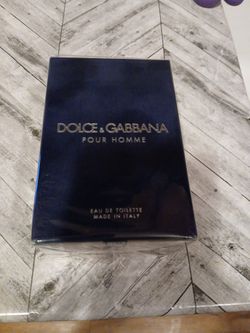 DOLCE & GABBANA
POUR HOMME
EAU DE TOILETTE
MADE IN ITALY